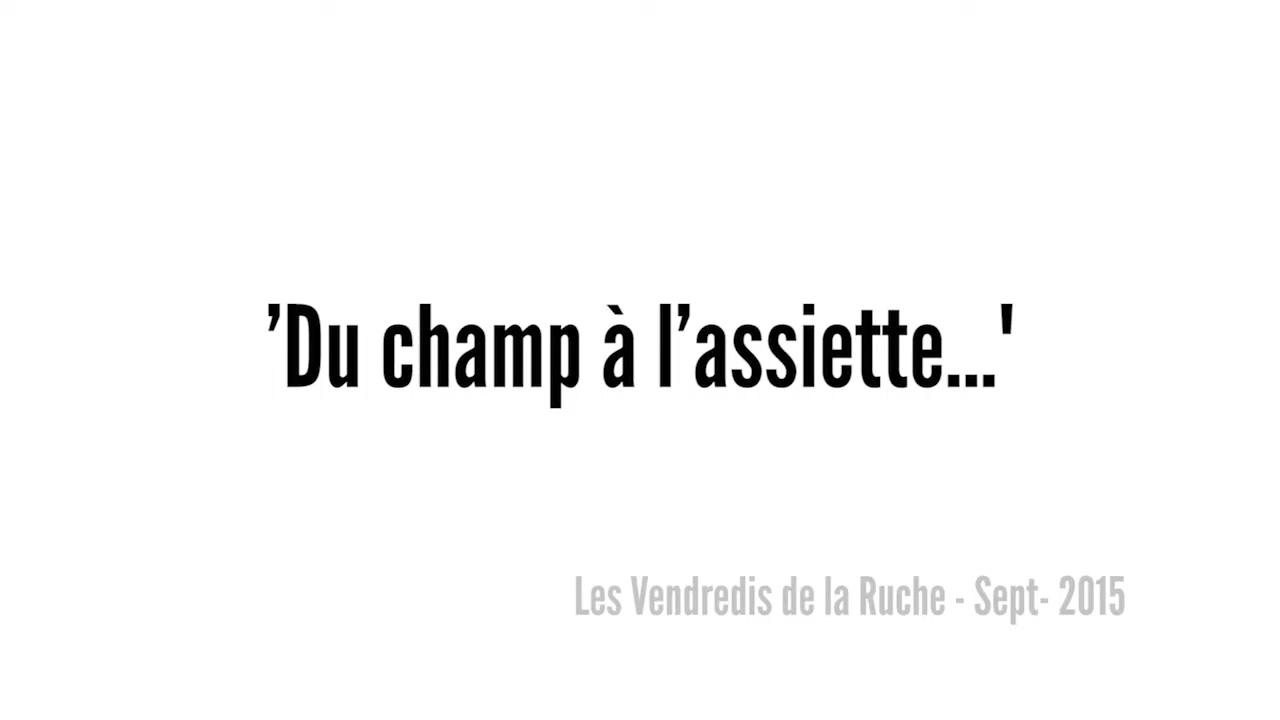 ’Du champ à l’assiette...'
Les Vendredis de la Ruche - Sept- 2015